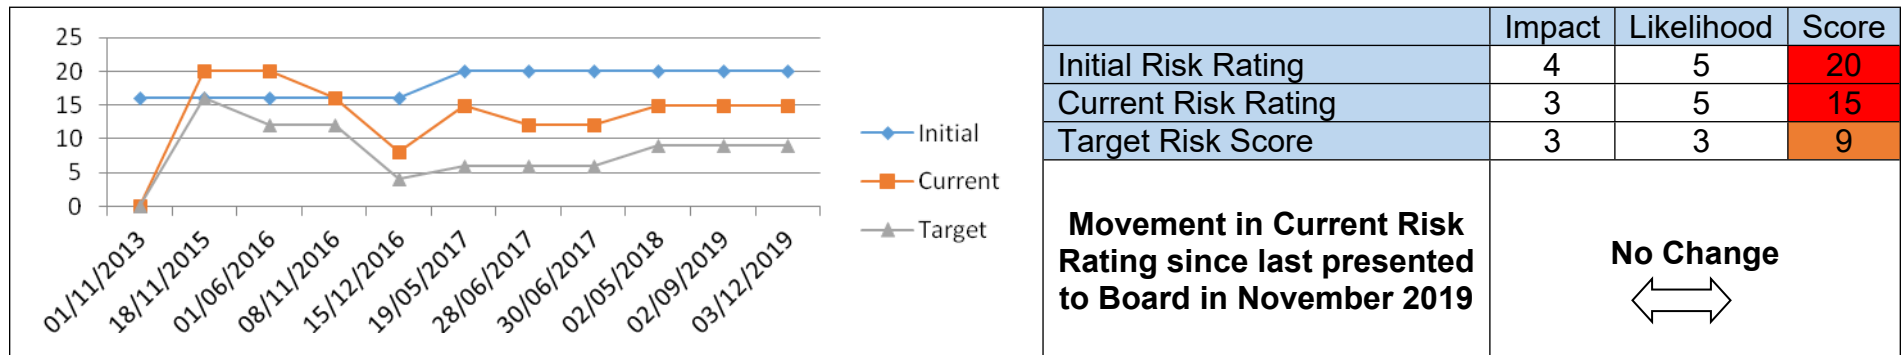 25
20
15
10
5
0
01/11/2013
18/11/2015
01/06/2016
08/11/2016
15/12/2016
19/05/2017
28/06/2017
30/06/2017
02/05/2018
02/09/2019
03/12/2019
Initial
Current
Target
Impact Likelihood Score
Initial Risk Rating 4 5 20
Current Risk Rating 3 5 15
Target Risk Score 3 3 9
Movement in Current Risk
Rating since last presented
to Board in November 2019
No Change